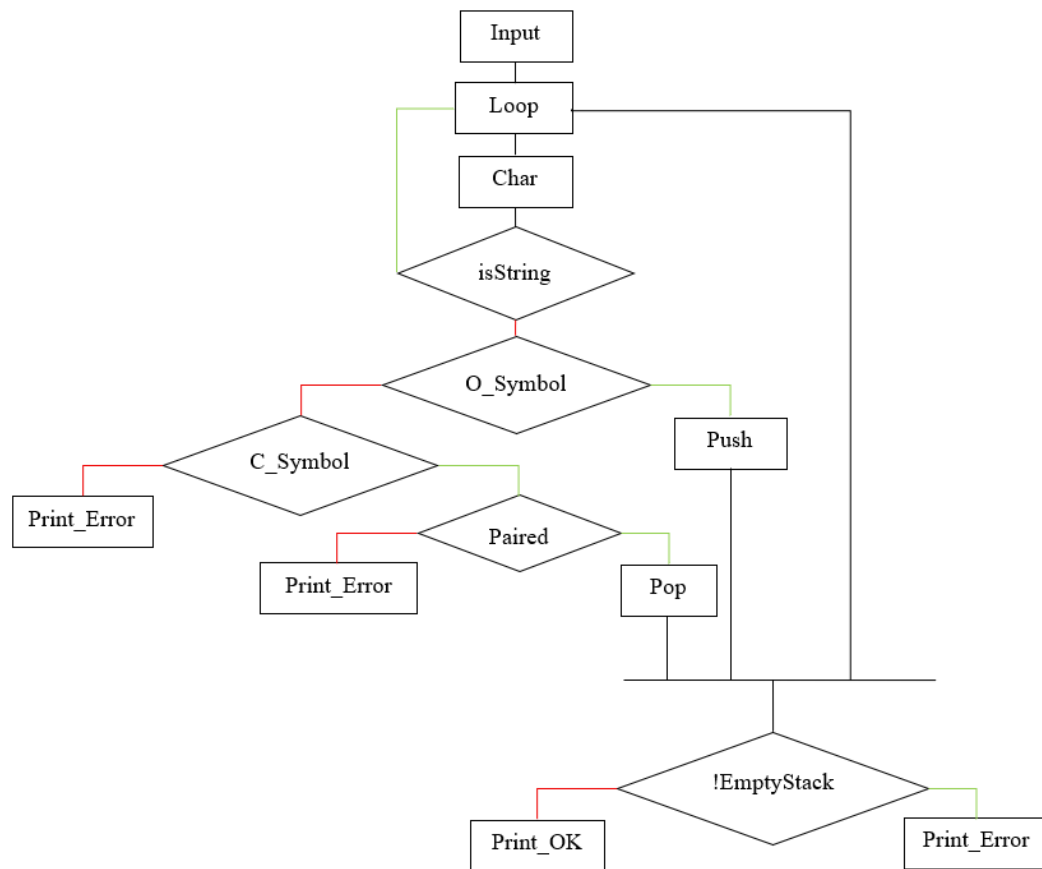 Input
Loop
Char
isString
O_Symbol
Push
C_Symbol
Print_Error
Paired
Print_Error
Pop
!EmptyStack
Print_OK
Print_Error